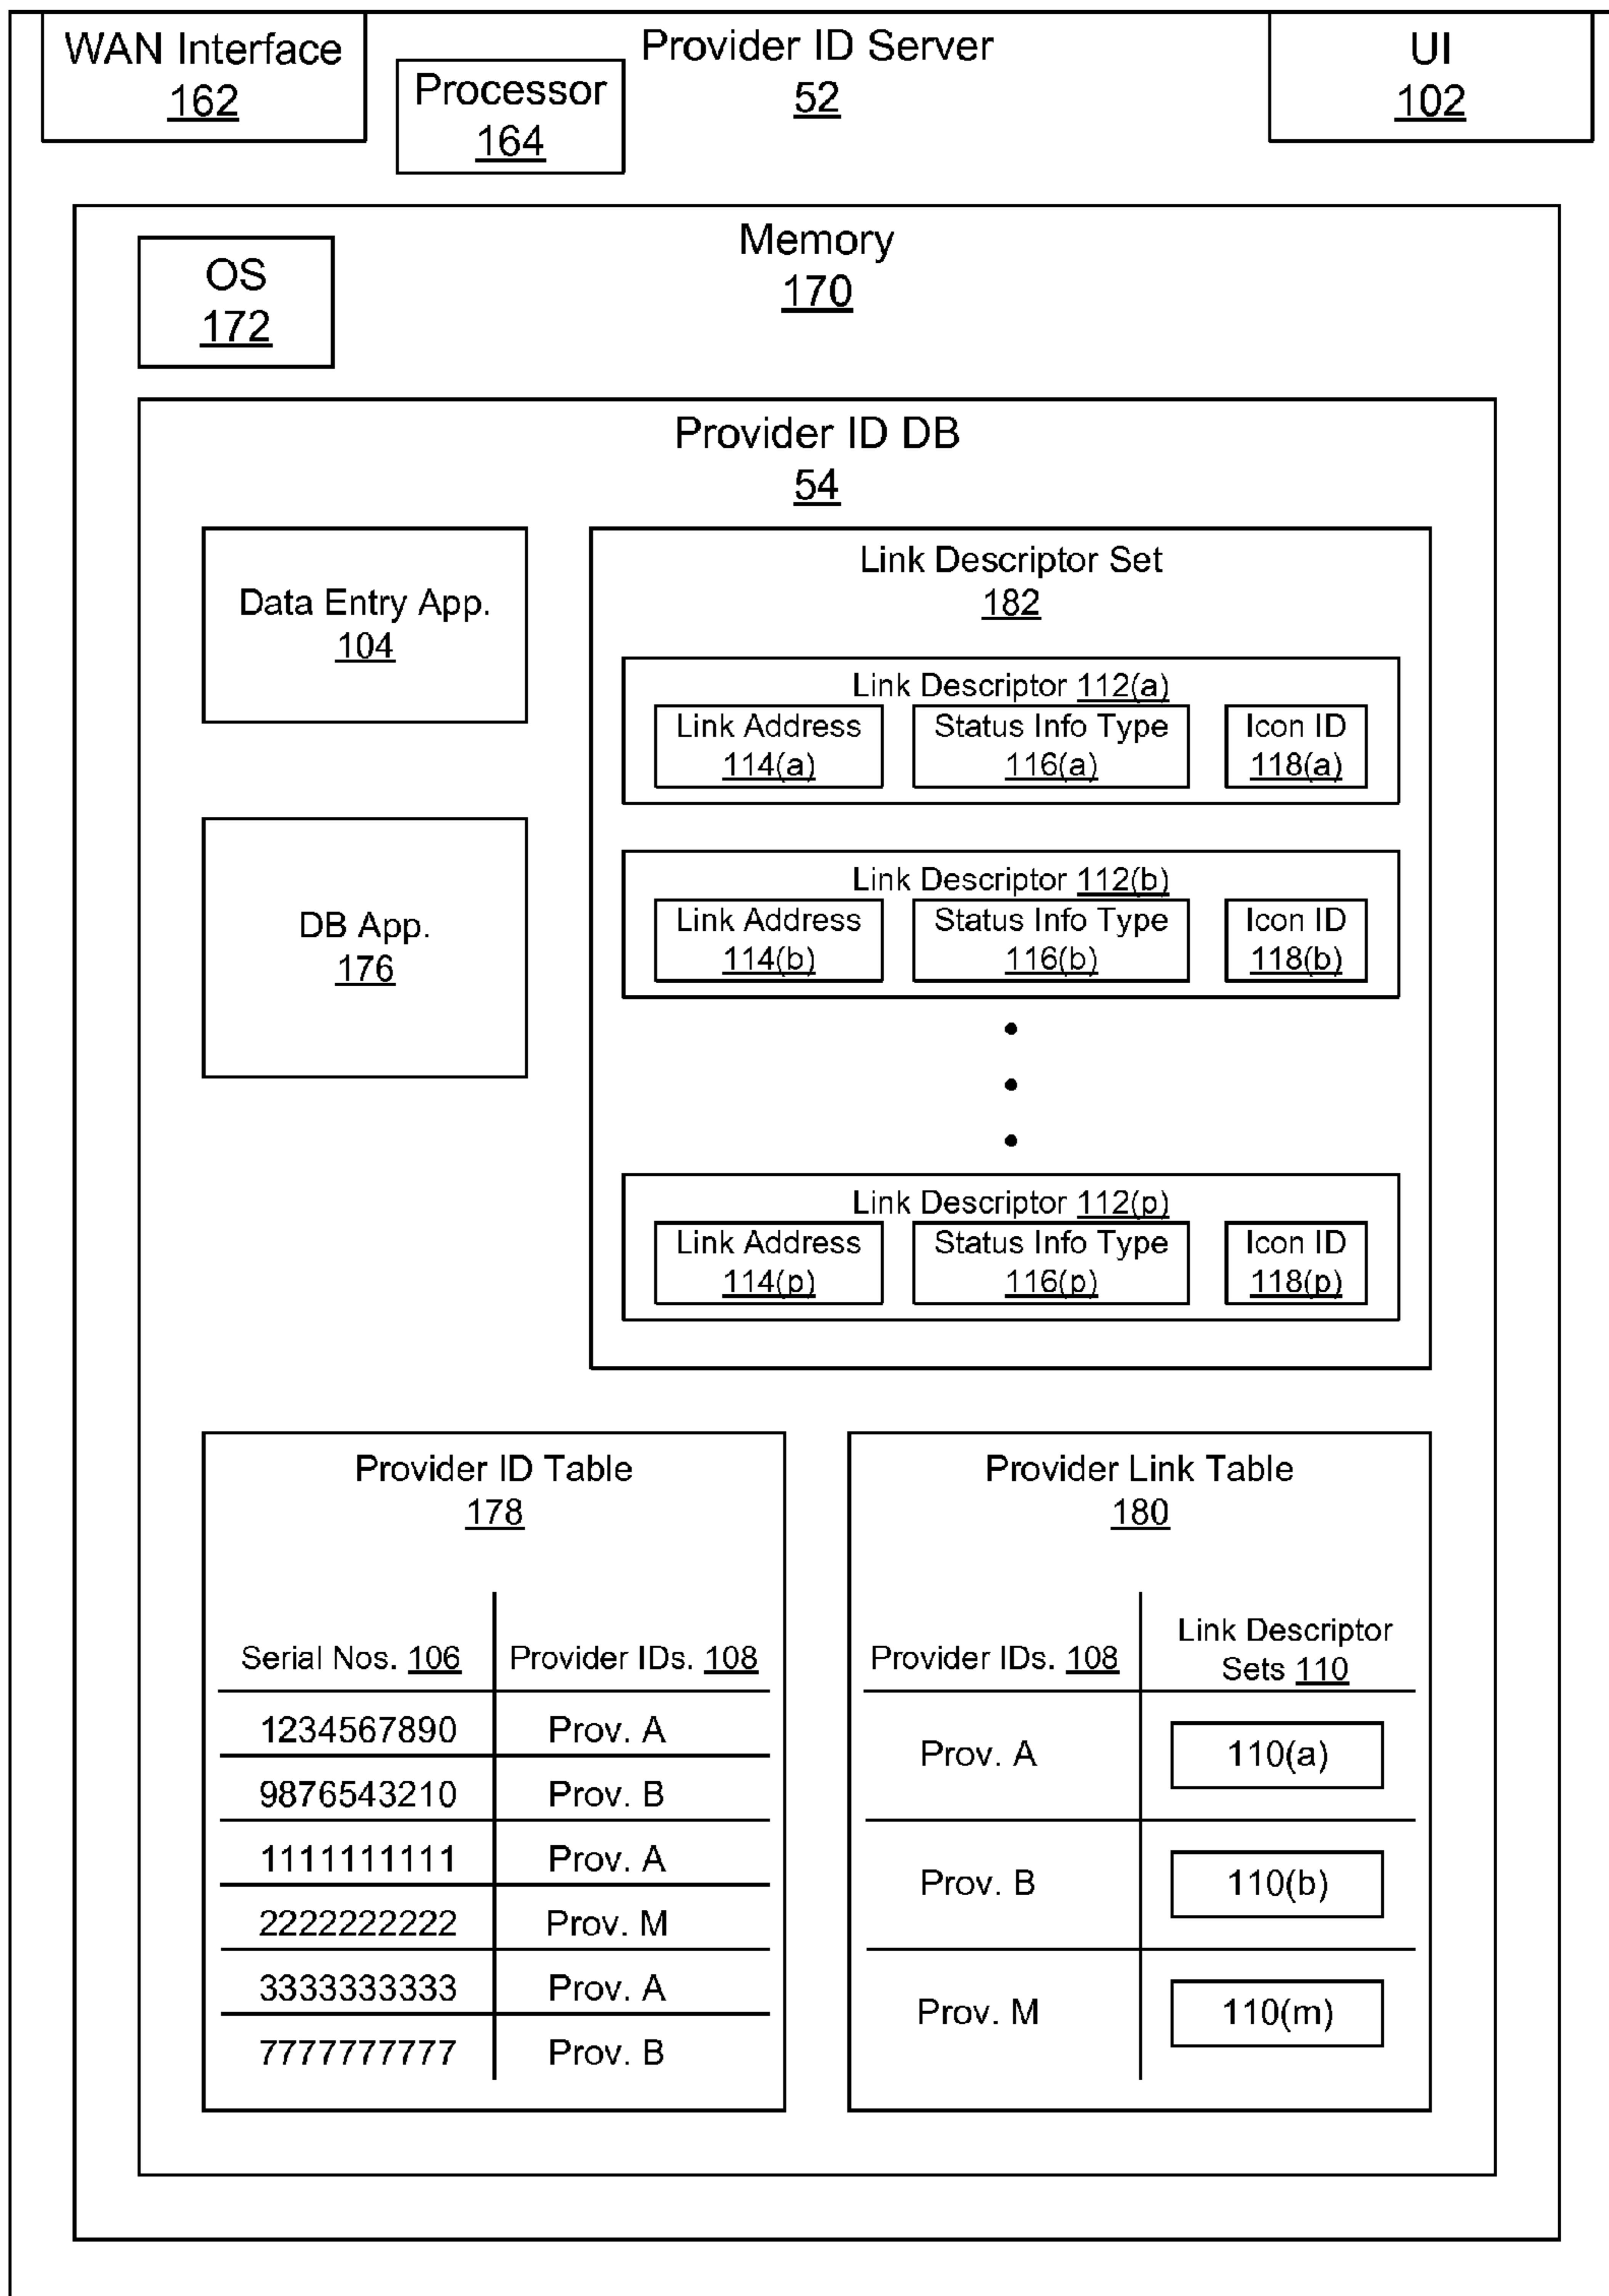 WAN Interface
162
Processor
164
Provider ID Server
52
UI
102
Memory
170
OS
172
Provider ID DB
54
Data Entry App.
104
DB App.
176
Link Descriptor Set
182
Link Descriptor 112(a)
Link Address
114(a)
Status Info Type
116(a)
Icon ID
118(a)
Link Descriptor 112(b)
Link Address
114(b)
Status Info Type
116(b)
Icon ID
118(b)
Link Descriptor 112(p)
Link Address
114(p)
Status Info Type
116(p)
Icon ID
118(p)
Provider ID Table
178
Serial Nos. 106 Provider IDs. 108
1234567890 Prov. A
9876543210 Prov. B
1111111111 Prov. A
2222222222 Prov. M
3333333333 Prov. A
7777777777 Prov. B
Provider Link Table
180
Provider IDs. 108
Link Descriptor
Sets 110
Prov. A 110(a)
Prov. B 110(b)
Prov. M 110(m)